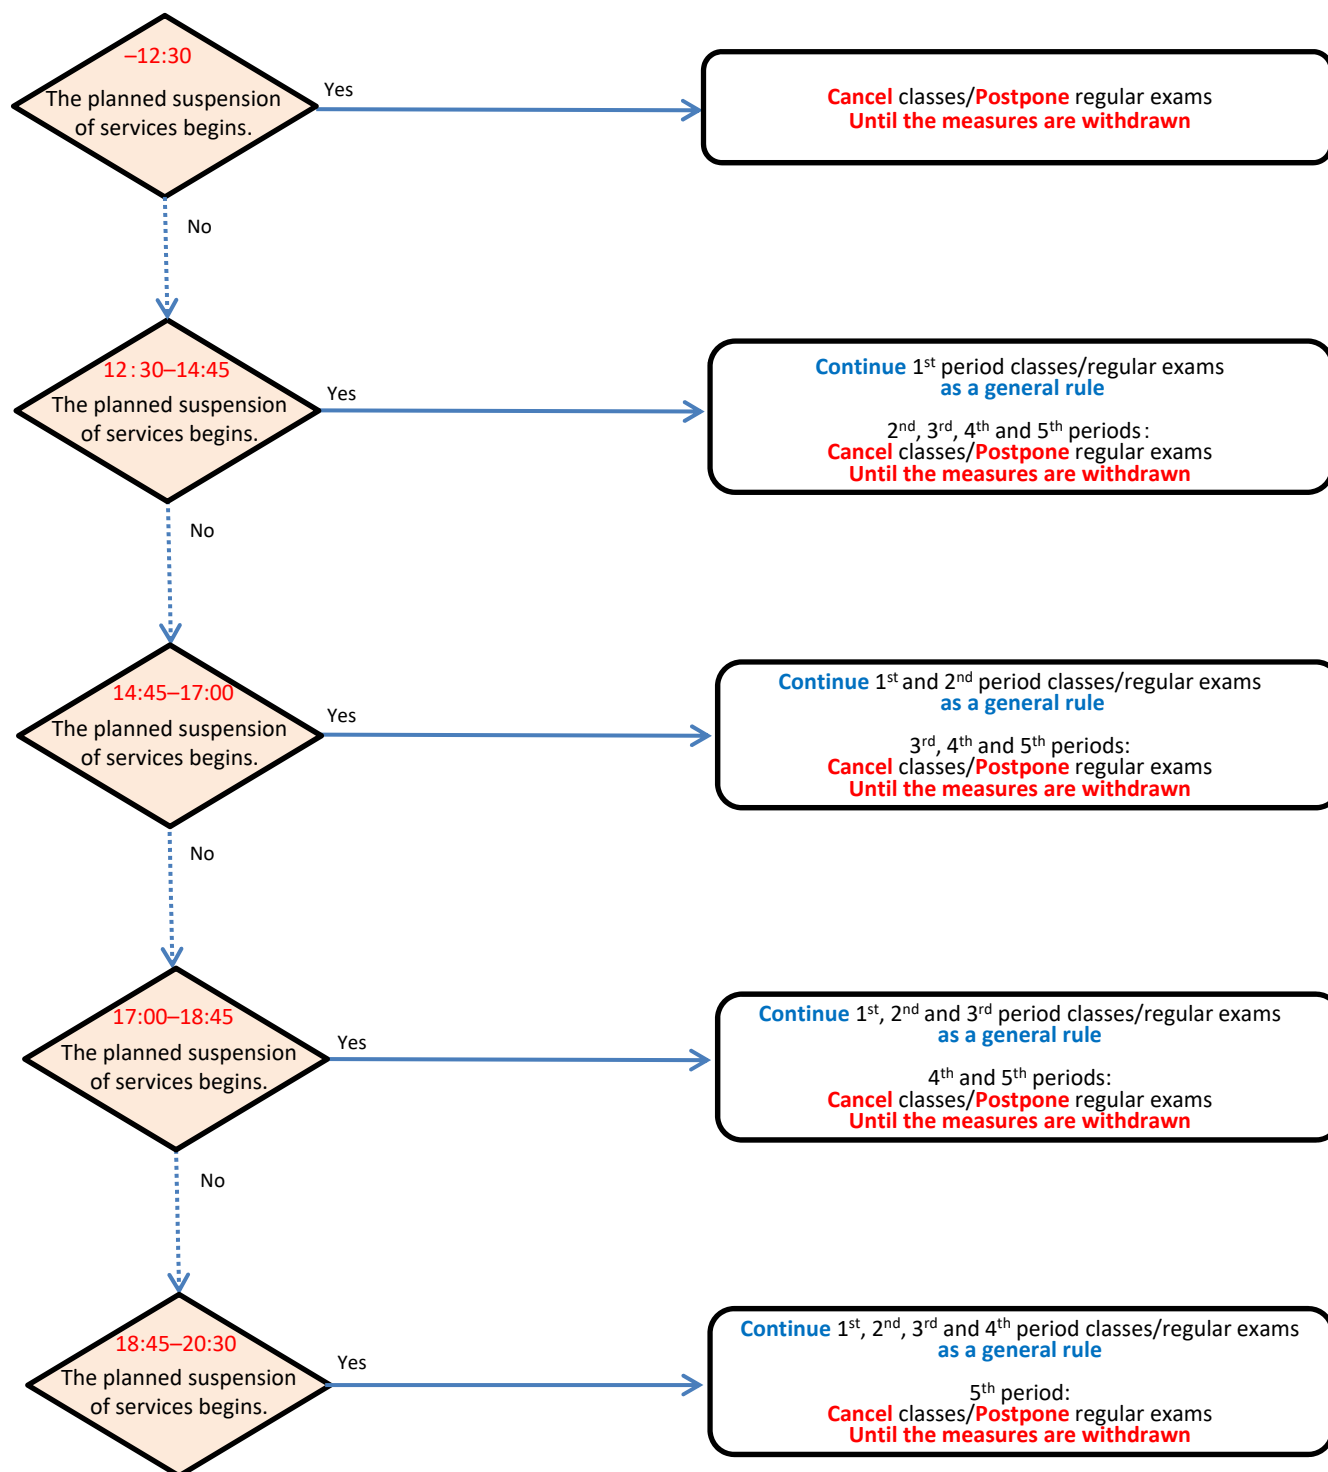 –12:30
The planned suspension
of services begins.
Yes
Cancel classes/Postpone regular exams
Until the measures are withdrawn
No
12:30–14:45
The planned suspension
of services begins.
Yes
Continue 1st period classes/regular exams
as a general rule
2nd, 3rd, 4th and 5th periods:
Cancel classes/Postpone regular exams
Until the measures are withdrawn
No
14:45–17:00
The planned suspension
of services begins.
Yes
Continue 1st and 2nd period classes/regular exams
as a general rule
3rd, 4th and 5th periods:
Cancel classes/Postpone regular exams
Until the measures are withdrawn
No
17:00–18:45
The planned suspension
of services begins.
Yes
Continue 1st, 2nd and 3rd period classes/regular exams
as a general rule
4th and 5th periods:
Cancel classes/Postpone regular exams
Until the measures are withdrawn
No
18:45–20:30
The planned suspension
of services begins.
Yes
Continue 1st, 2nd, 3rd and 4th period classes/regular exams
as a general rule
5th period:
Cancel classes/Postpone regular exams
Until the measures are withdrawn